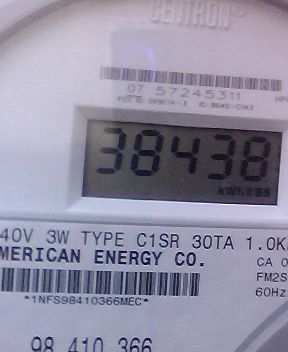 CENTRON®
07 57245311
38438
kWh
40V 3W TYPE C1SR 30TA 1.0K
MERICAN ENERGY CO.
CA 0
FM2S
*1NFS98410366MEC*
60Hz
98 410 366